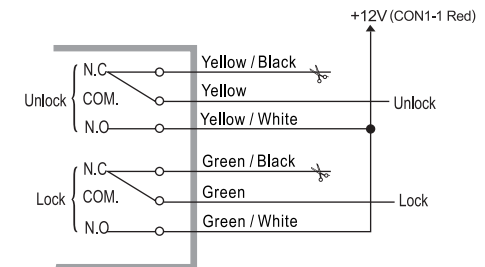 +12V (CON1-1 Red)
N.C Yellow / Black
Unlock COM. Yellow Unlock
N.O Yellow / White
N.C Green / Black
Lock COM. Green Lock
N.O Green / White